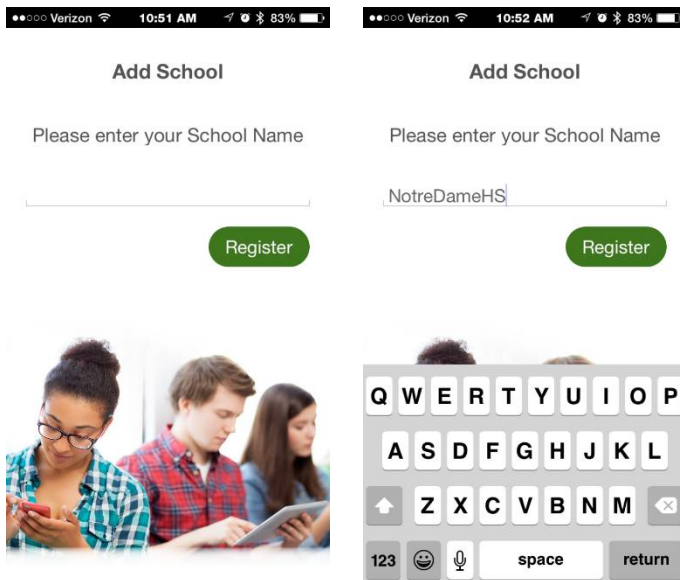 ●●○○○ Verizon 10:51 AM 83%
Add School
Please enter your School Name
Register
●●○○○ Verizon 10:52 AM 83%
Add School
Please enter your School Name
NotreDameHS
Register
Q W E R T Y U I O P
A S D F G H J K L
Z X C V B N M
123 space return